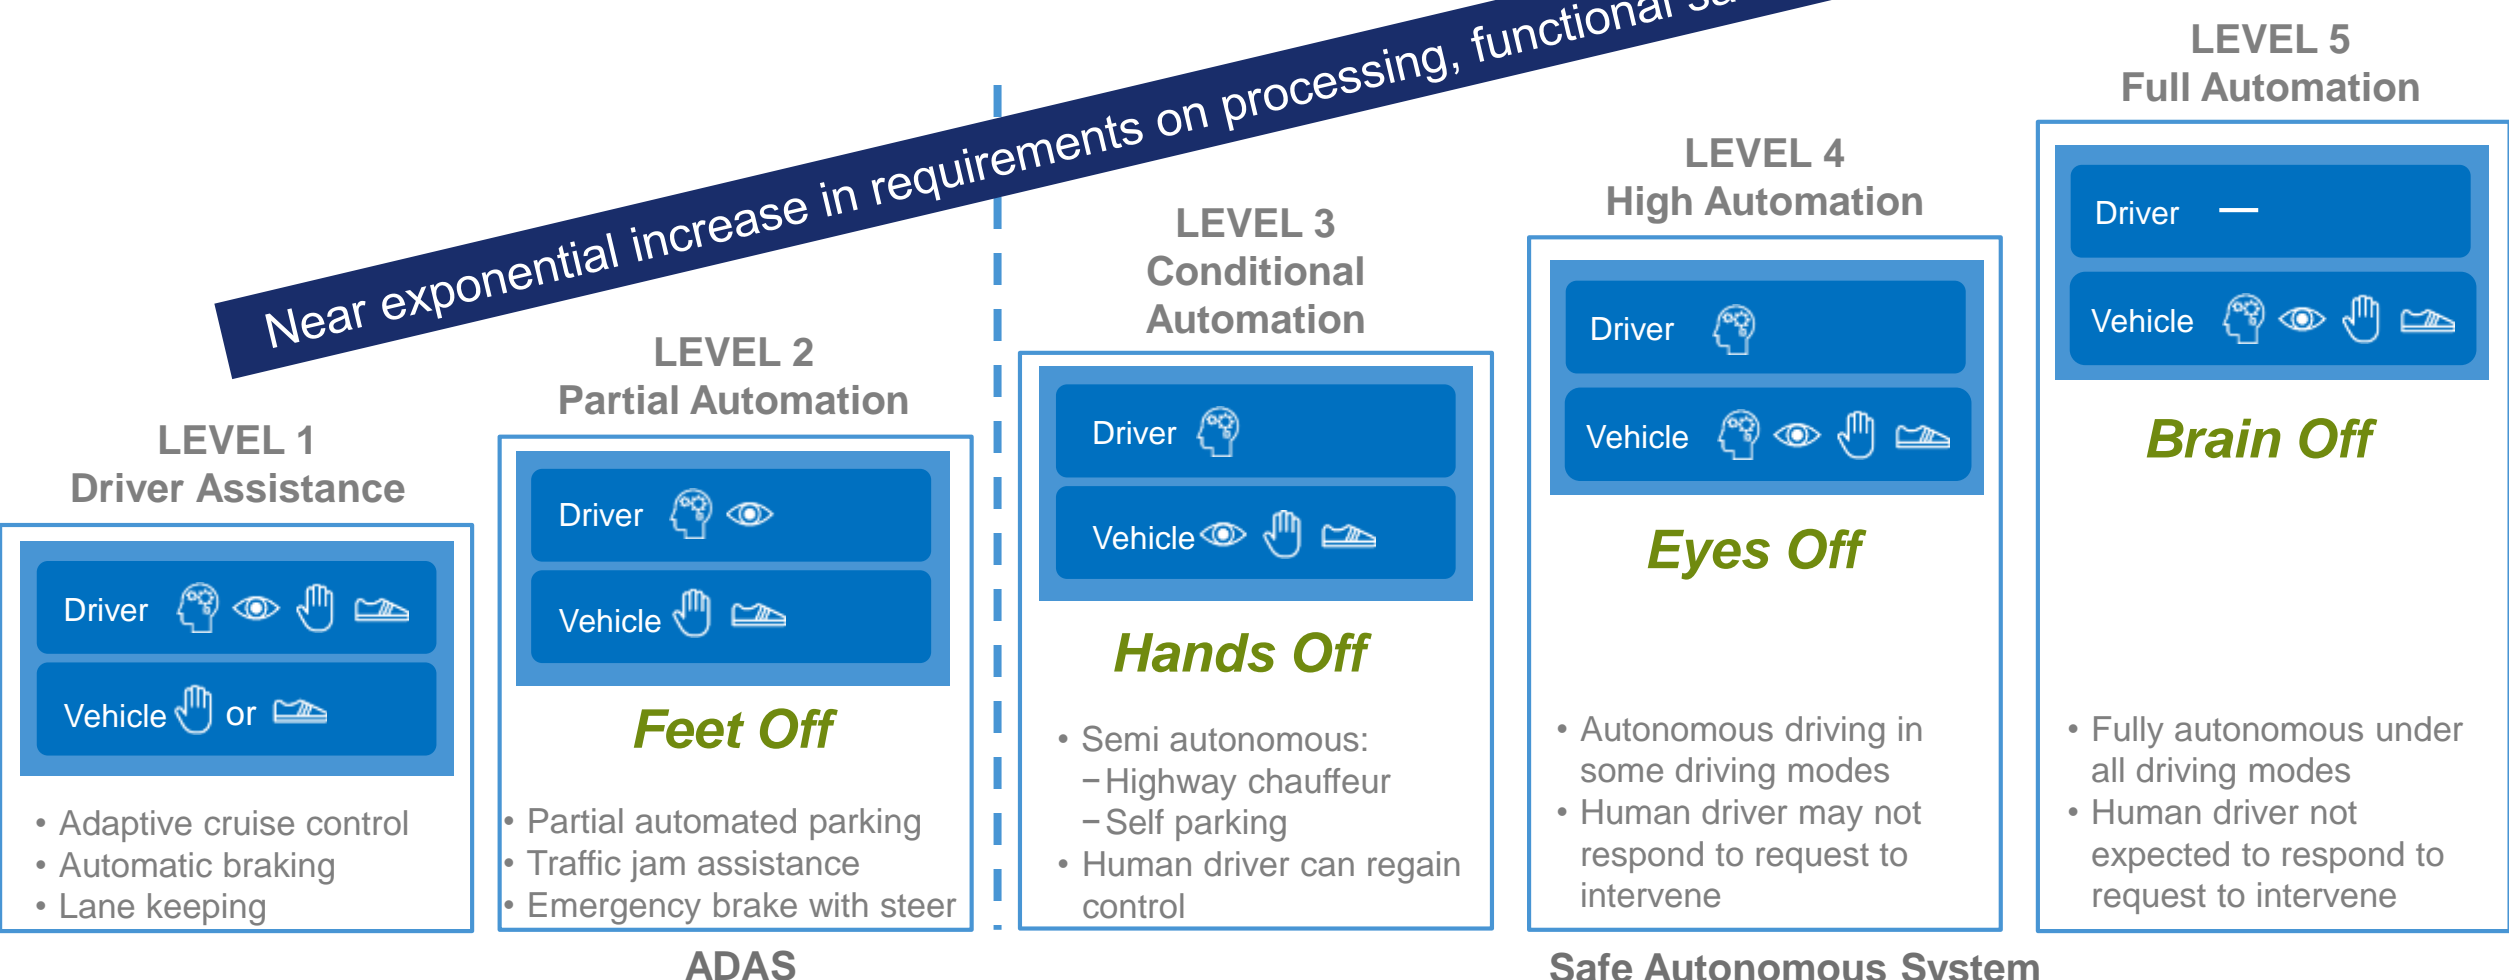 Near exponential increase in requirements on processing, functional
LEVEL 1
Driver Assistance
Driver
Vehicle or
• Adaptive cruise control
• Automatic braking
• Lane keeping
LEVEL 2
Partial Automation
Driver
Vehicle
Feet Off
• Partial automated parking
• Traffic jam assistance
• Emergency brake with steer
ADAS
LEVEL 3
Conditional
Automation
Driver
Vehicle
Hands Off
• Semi autonomous:
− Highway chauffeur
− Self parking
• Human driver can regain
control
LEVEL 4
High Automation
Driver
Vehicle
Eyes Off
• Autonomous driving in
some driving modes
• Human driver may not
respond to request to
intervene
LEVEL 5
Full Automation
Driver —
Vehicle
Brain Off
• Fully autonomous under
all driving modes
• Human driver not
expected to respond to
request to intervene
Safe Autonomous System